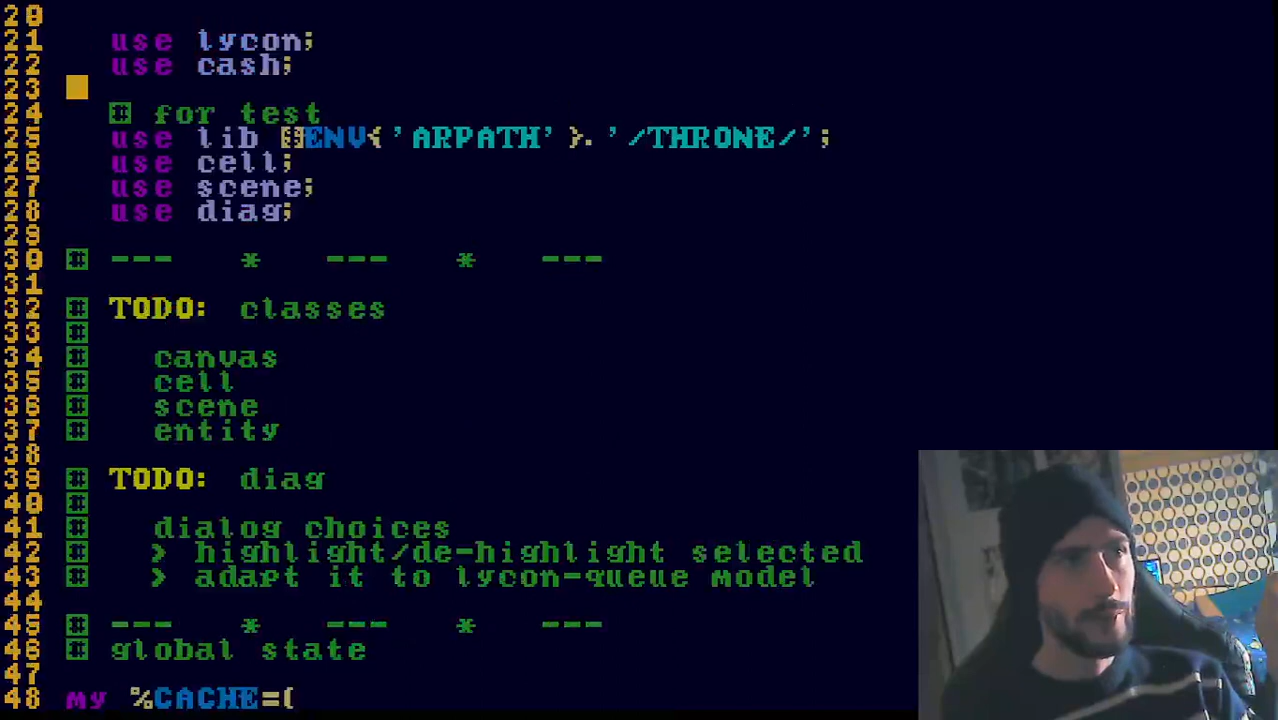 20
21 use lycon;
22 use cash;
23
24 # for test
25 use lib $ENV{'ARPATH'}.'/THRONE/';
26 use cell;
27 use scene;
28 use diag;
29
30 # --- * --- * ---
31
32 # TODO: classes
33 #
34 # canvas
35 # cell
36 # scene
37 # entity
38
39 # TODO: diag
40 #
41 # dialog choices
42 # > highlight/de-highlight selected
43 # > adapt it to lycon-queue model
44
45 # --- * --- * ---
46 # global state
47
48 my %CACHE=(